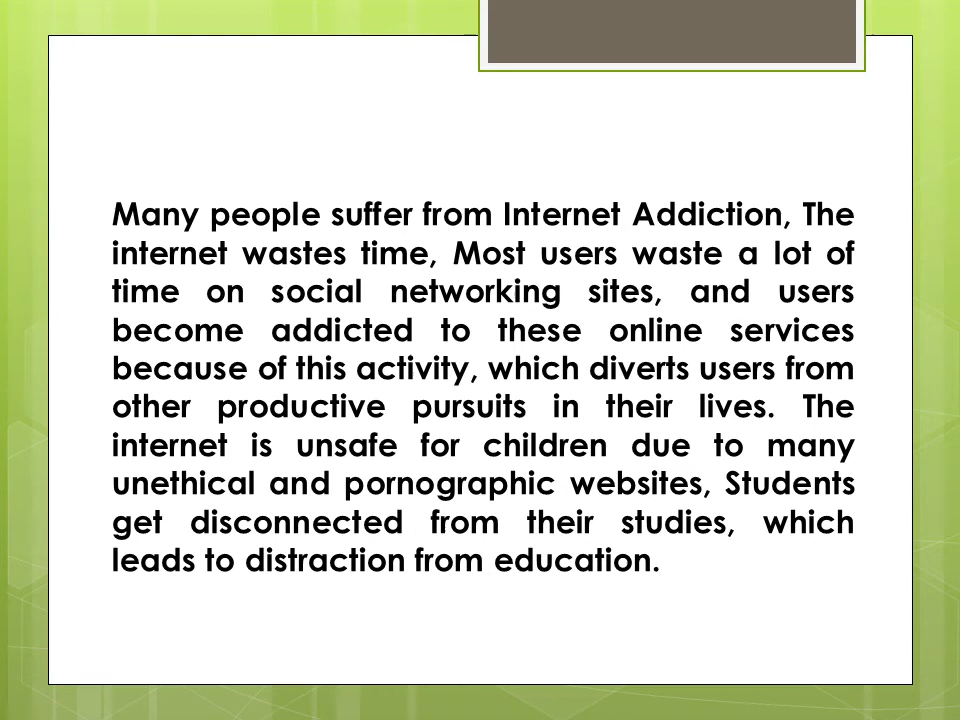 Many people suffer from Internet Addiction, The
internet wastes time, Most users waste a lot of
time on social networking sites, and users
become addicted to these online services
because of this activity, which diverts users from
other productive pursuits in their lives. The
internet is unsafe for children due to many
unethical and pornographic websites, Students
get disconnected from their studies, which
leads to distraction from education.